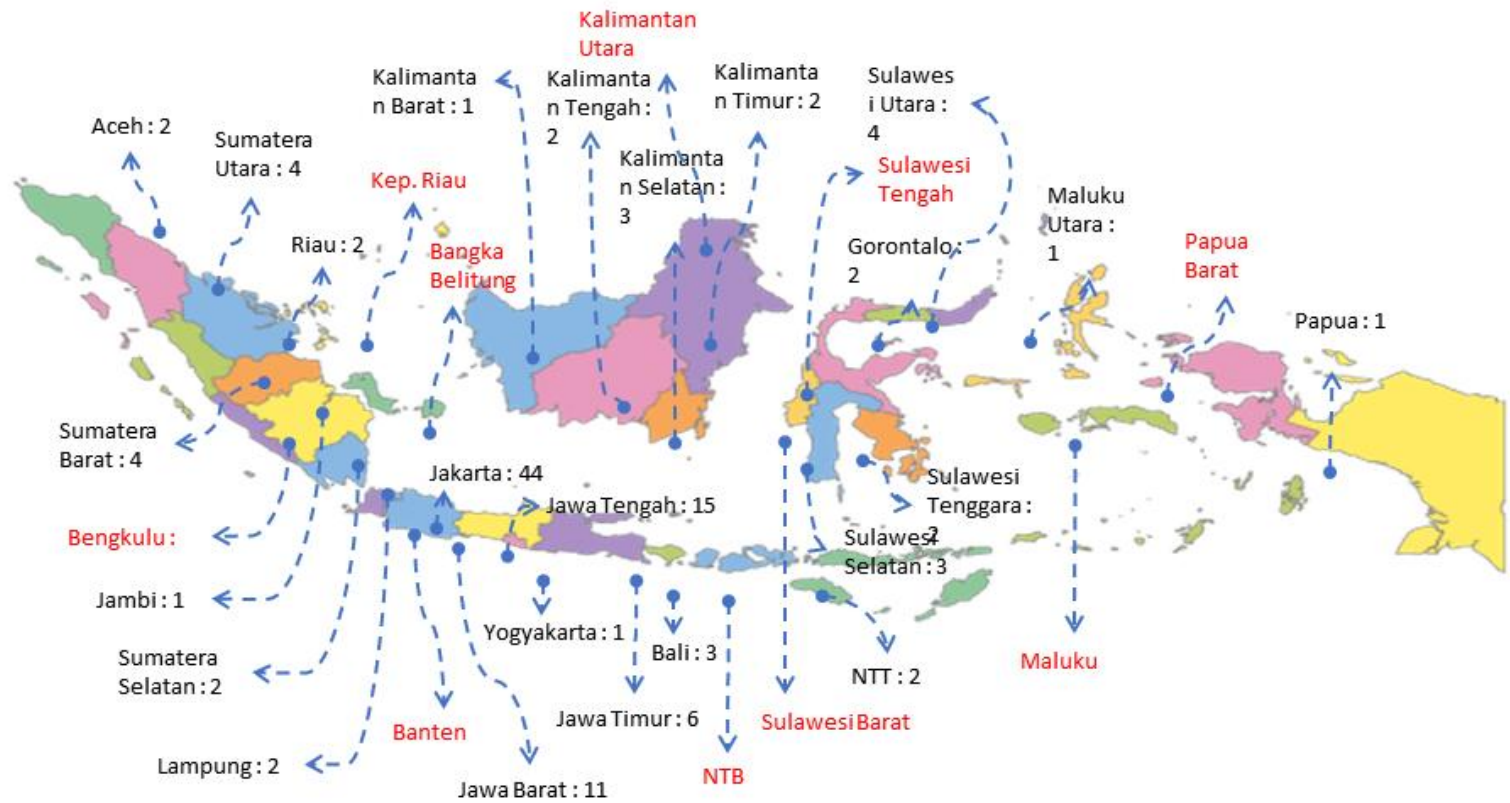 Kalimantan
Utara
Kalimanta
n Barat : 1
Kalimanta
n Tengah :
2
Kalimanta
n Timur : 2
Sulawes
i Utara :
4
Aceh : 2
Sumatera
Utara : 4
Kep. Riau
Kalimanta
n Selatan :
3
Sulawesi
Tengah
Maluku
Utara :
1
Riau : 2
Bangka
Belitung
Gorontalo :
2
Papua
Barat
Papua : 1
Sumatera
Barat : 4
Jakarta : 44
Jawa Tengah : 15
Sulawesi
Tenggara :
2
Bengkulu :
Sulawesi
Selatan : 3
Jambi : 1
Yogyakarta : 1
Bali : 3
NTT : 2
Maluku
Sumatera
Selatan : 2
Banten
Jawa Timur : 6
Sulawesi Barat
Lampung : 2
Jawa Barat : 11
NTB